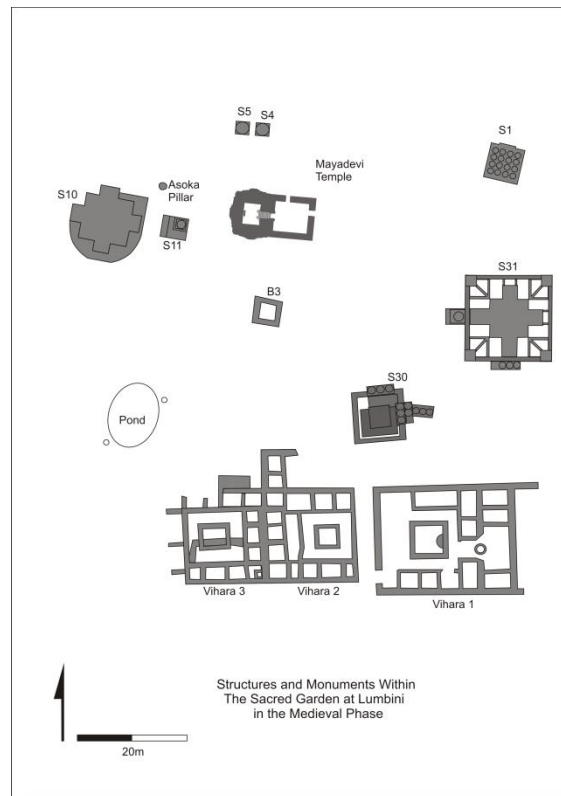 S5
S4
S1
Mayadevi
Temple
Asoka
Pillar
S10
S11
S31
B3
S30
Pond
Vihara 3
Vihara 2
Vihara 1
Structures and Monuments Within
The Sacred Garden at Lumbini
in the Medieval Phase
20m